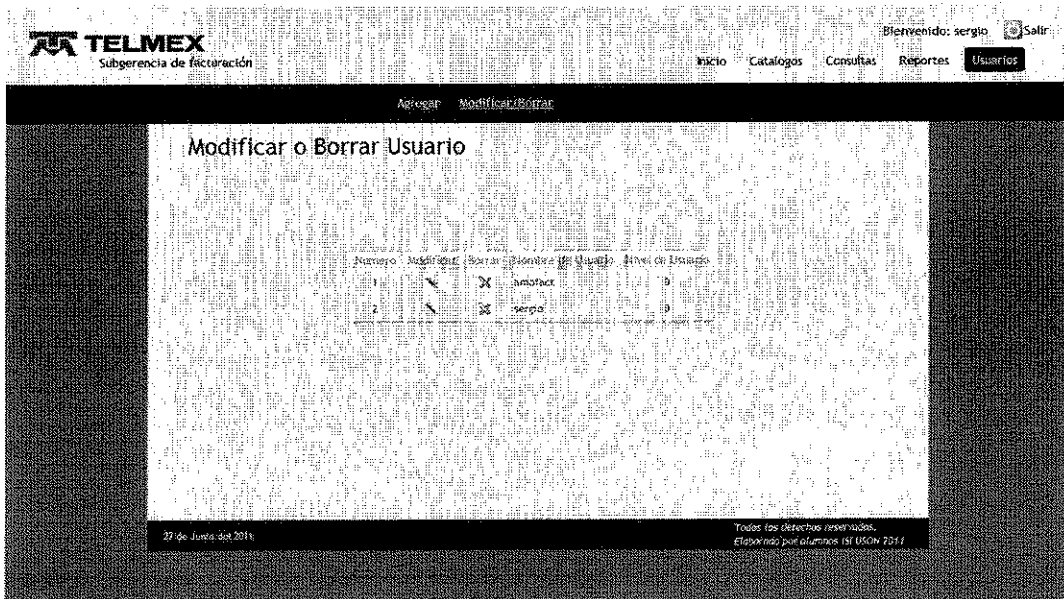 TELMEX
Subgerencia de facturación
Bienvenido: sergio Salir
Inicio Catalogos Consultas Reportes Usuarios
Agregar Modificar/Borrar
Modificar o Borrar Usuario
Numero Modificar Borrar Nombre de Usuario Nivel de Usuario
1 0
2 sergio 0
27 de Junio del 2011
Todos los derechos reservados.
Elaborado por alumnos ISI USON 2011